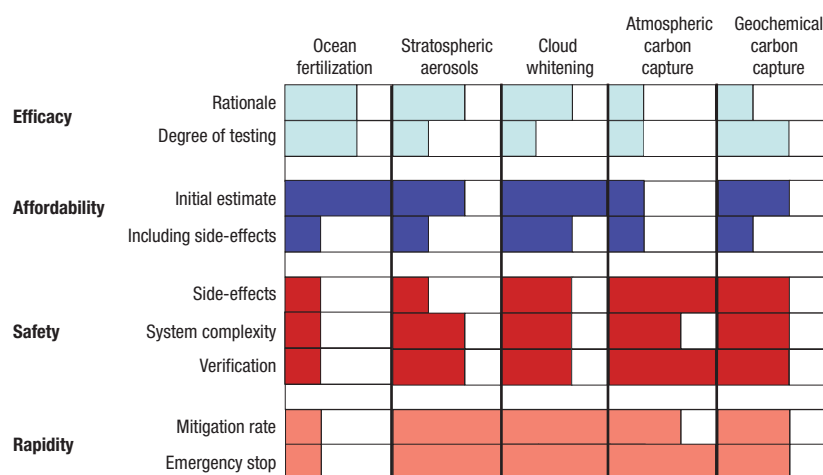 Ocean
fertilization
Stratospheric
aerosols
Cloud
whitening
Atmospheric
carbon
capture
Geochemical
carbon
capture
Efficacy
Rationale
Degree of testing
Affordability
Initial estimate
Including side-effects
Safety
Side-effects
System complexity
Verification
Rapidity
Mitigation rate
Emergency stop